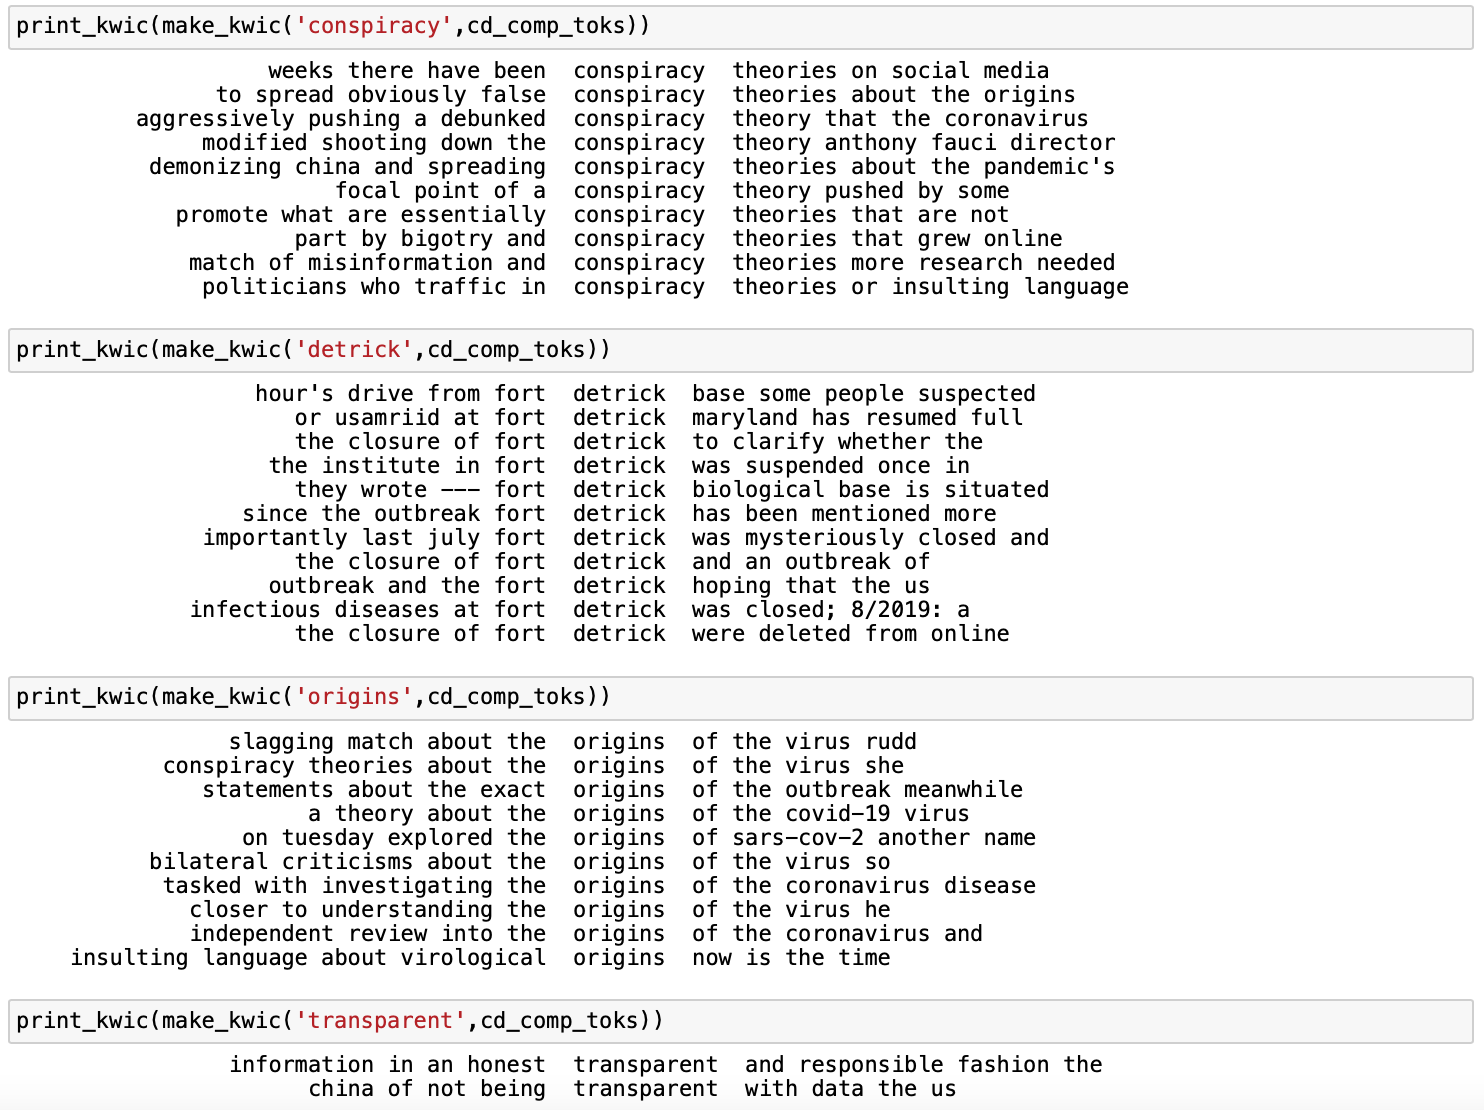 print_kwic(make_kwic('conspiracy',cd_comp_toks))
weeks there have been conspiracy theories on social media
to spread obviously false conspiracy theories about the origins
aggressively pushing a debunked conspiracy theory that the coronavirus
modified shooting down the conspiracy theory anthony fauci director
demonizing china and spreading conspiracy theories about the pandemic's
focal point of a conspiracy theory pushed by some
promote what are essentially conspiracy theories that are not
part by bigotry and conspiracy theories that grew online
match of misinformation and conspiracy theories more research needed
politicians who traffic in conspiracy theories or insulting language
print_kwic(make_kwic('detrick',cd_comp_toks))
hour's drive from fort detrick base some people suspected
or usamriid at fort detrick maryland has resumed full
the closure of fort detrick to clarify whether the
the institute in fort detrick was suspended once in
they wrote --- fort detrick biological base is situated
since the outbreak fort detrick has been mentioned more
importantly last july fort detrick was mysteriously closed and
the closure of fort detrick and an outbreak of
outbreak and the fort detrick hoping that the us
infectious diseases at fort detrick was closed; 8/2019: a
the closure of fort detrick were deleted from online
print_kwic(make_kwic('origins',cd_comp_toks))
slagging match about the origins of the virus rudd
conspiracy theories about the origins of the virus she
statements about the exact origins of the outbreak meanwhile
a theory about the origins of the covid-19 virus
on tuesday explored the origins of sars-cov-2 another name
bilateral criticisms about the origins of the virus so
tasked with investigating the origins of the coronavirus disease
closer to understanding the origins of the virus he
independent review into the origins of the coronavirus and
insulting language about virological origins now is the time
print_kwic(make_kwic('transparent',cd_comp_toks))
information in an honest transparent and responsible fashion the
china of not being transparent with data the us